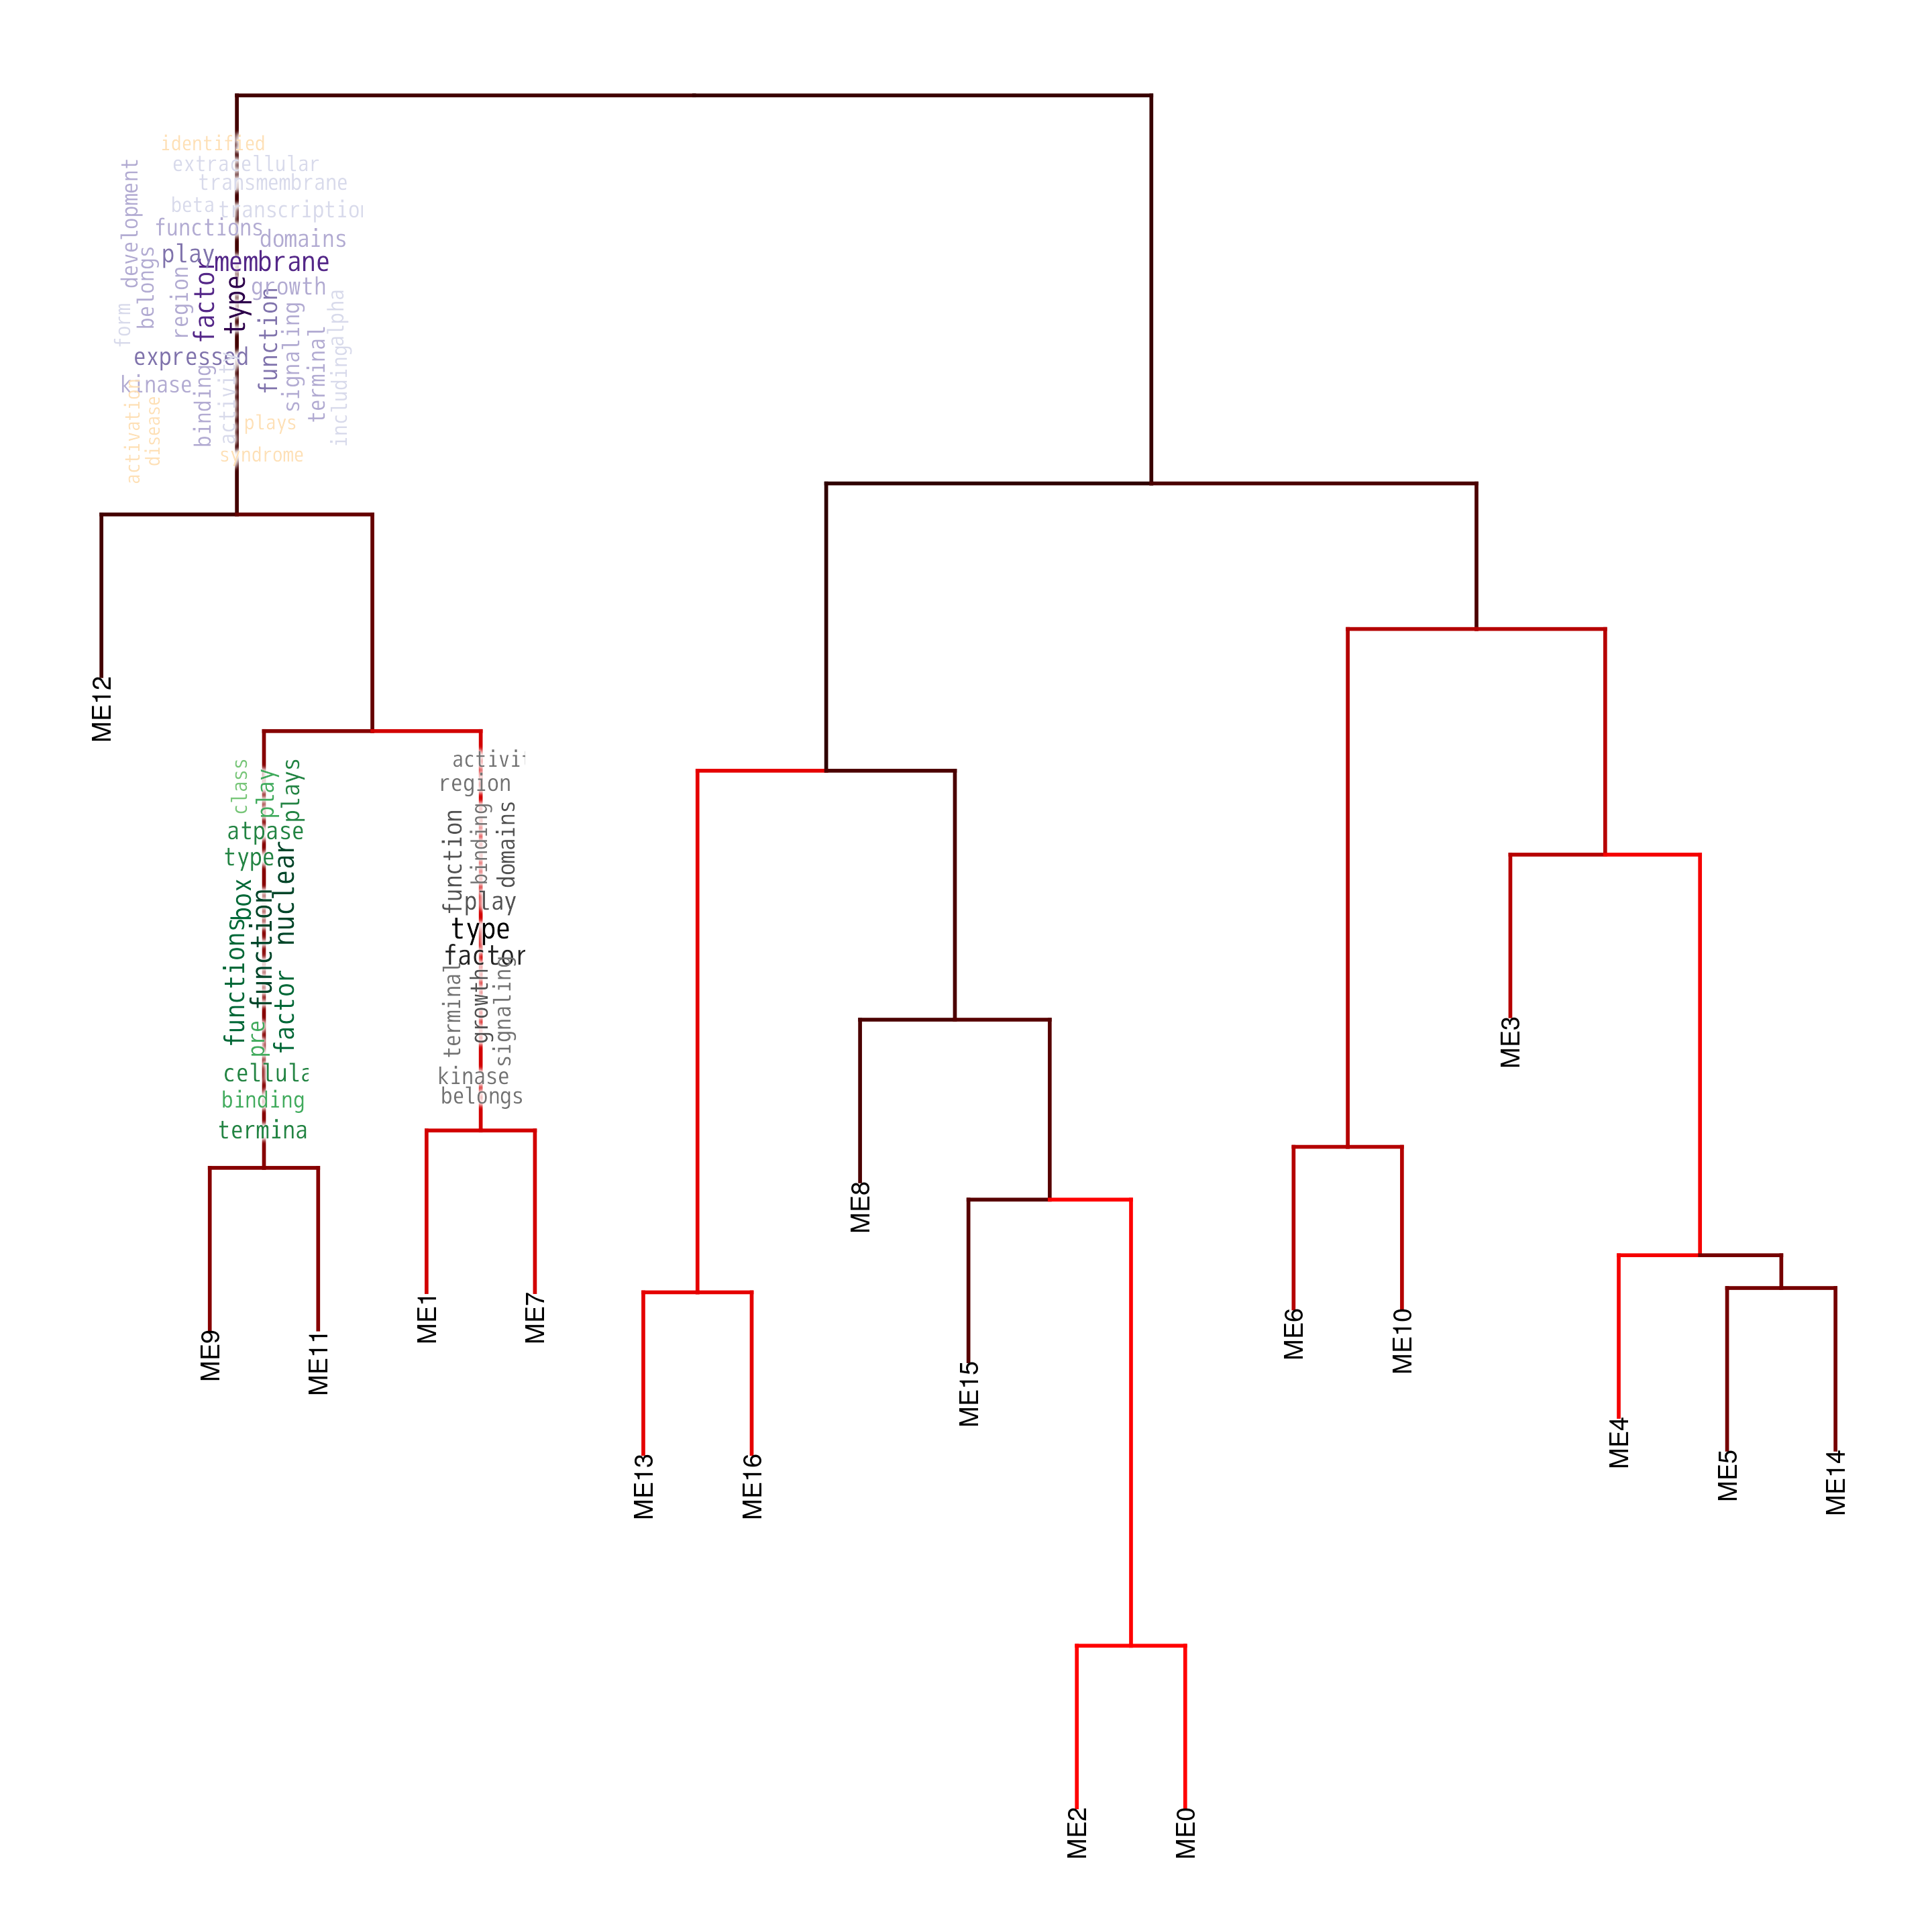 identified
extracellular
transmembrane
development
beta
transcription
functions
domains
play
belongs
membrane
region
factor
type
growth
form
function
signaling
alpha
terminal
expressed
including
kinase
binding
activity
activation
disease
plays
syndrome
ME12
class
play
plays
atpase
type
box
nuclear
function
functions
factor
pre
cellula
binding
termina
activit
region
function
binding
domains
play
type
factor
terminal
growth
signaling
kinase
belongs
ME3
ME8
ME9
ME11
ME1
ME7
ME15
ME6
ME10
ME13
ME16
ME4
ME5
ME14
ME2
ME0